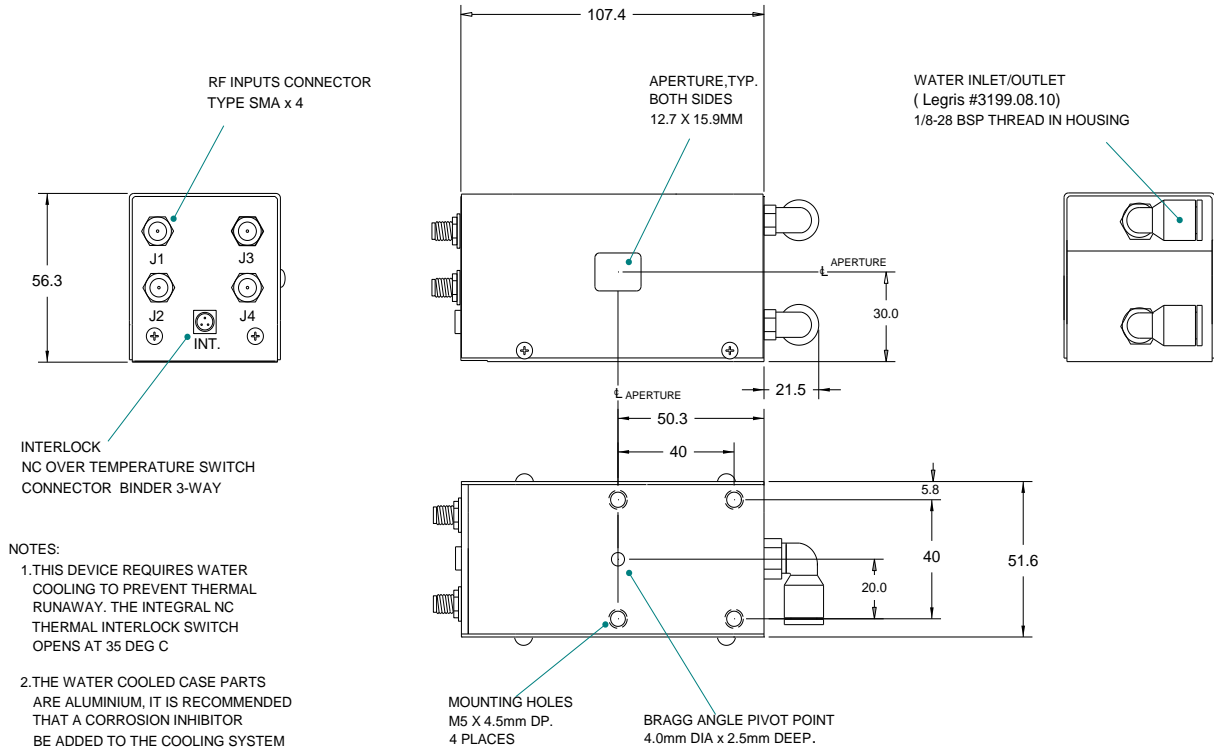 107.4
RF INPUTS CONNECTOR
TYPE SMA x 4
APERTURE,TYP.
BOTH SIDES
12.7 X 15.9MM
WATER INLET/OUTLET
( Legris #3199.08.10)
1/8-28 BSP THREAD IN HOUSING
J1
J3
56.3
J2
J4
INT.
℄ APERTURE
30.0
℄ APERTURE
21.5
50.3
40
INTERLOCK
NC OVER TEMPERATURE SWITCH
CONNECTOR BINDER 3-WAY
5.8
40
51.6
20.0
NOTES:
1.THIS DEVICE REQUIRES WATER
COOLING TO PREVENT THERMAL
RUNAWAY. THE INTEGRAL NC
THERMAL INTERLOCK SWITCH
OPENS AT 35 DEG C
2.THE WATER COOLED CASE PARTS
ARE ALUMINIUM, IT IS RECOMMENDED
THAT A CORROSION INHIBITOR
BE ADDED TO THE COOLING SYSTEM
MOUNTING HOLES
M5 X 4.5mm DP.
4 PLACES
BRAGG ANGLE PIVOT POINT
4.0mm DIA x 2.5mm DEEP.